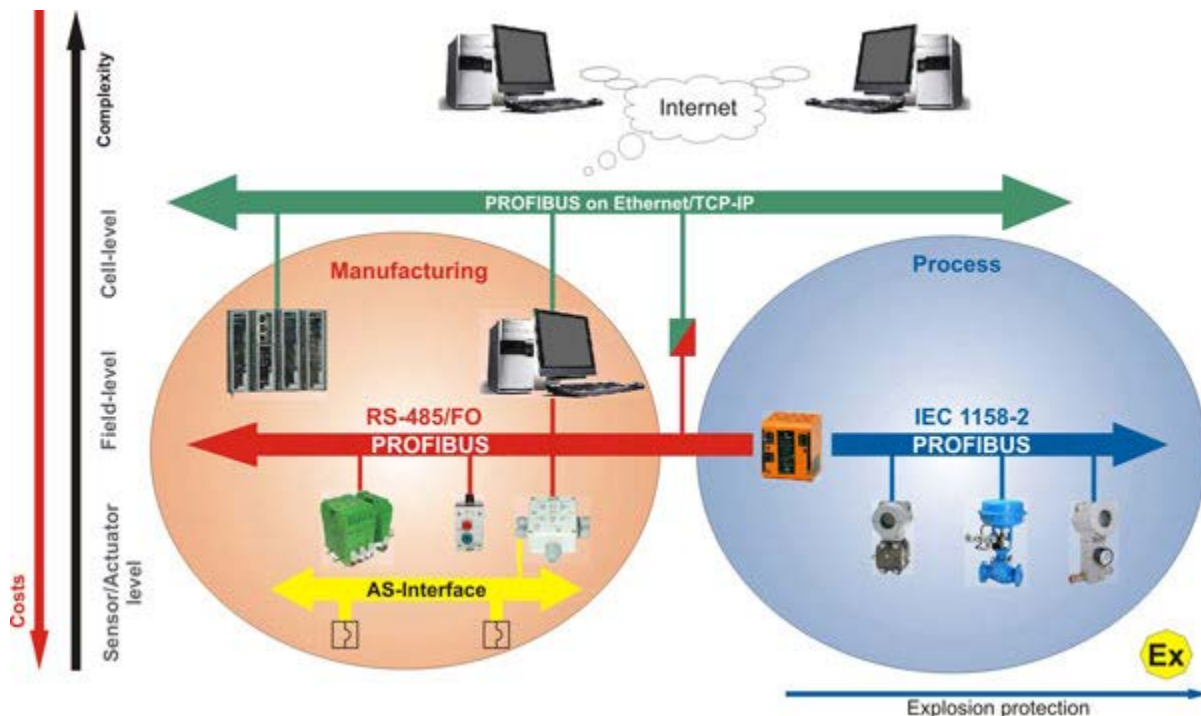 Complexity
Internet
PROFIBUS on Ethernet/TCP-IP
Cell-level
Manufacturing
Process
Field-level
RS-485/FO
PROFIBUS
IEC 1158-2
PROFIBUS
Sensor/Actuator
level
AS-Interface
Costs
Ex
Explosion protection